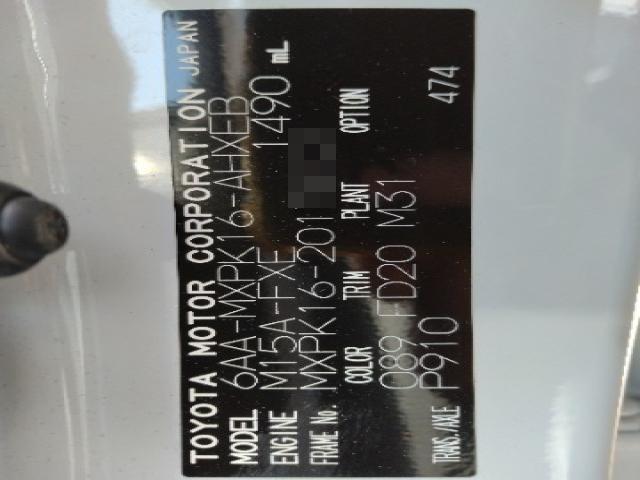 TOYOTA MOTOR CORPORATION JAPAN
MODEL 6AA-MXPK16-AHXEB
ENGINE M15A-FXE 1490 mL
FRAME No. MXPK16-201
COLOR TRIM PLANT OPTION
089 FD20 M31
TRANS./AXLE P910 474